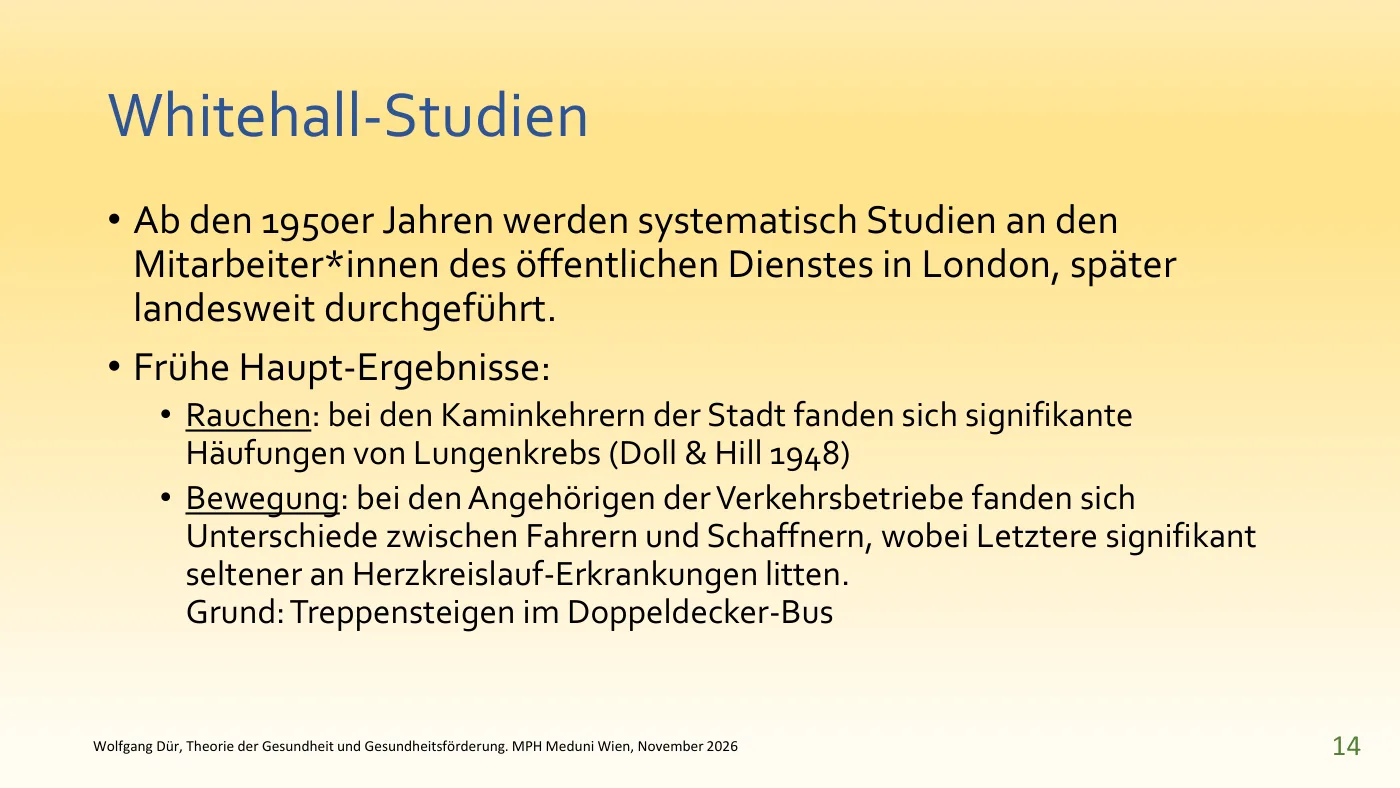 Whitehall-Studien
• Ab den 1950er Jahren werden systematisch Studien an den
Mitarbeiter*innen des öffentlichen Dienstes in London, später
landesweit durchgeführt.
• Frühe Haupt-Ergebnisse:
• Rauchen: bei den Kaminkehrern der Stadt fanden sich signifikante
Häufungen von Lungenkrebs (Doll & Hill 1948)
• Bewegung: bei den Angehörigen der Verkehrsbetriebe fanden sich
Unterschiede zwischen Fahrern und Schaffnern, wobei Letztere signifikant
seltener an Herzkreislauf-Erkrankungen litten.
Grund: Treppensteigen im Doppeldecker-Bus
Wolfgang Dür, Theorie der Gesundheit und Gesundheitsförderung. MPH Meduni Wien, November 2026
14